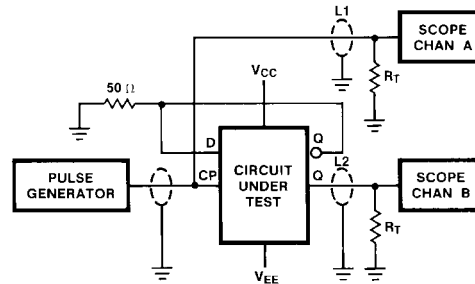 L1
SCOPE
CHAN A
VCC
50 Ω
RT
D
Q
PULSE
GENERATOR
CP
CIRCUIT
UNDER
TEST
Q
L2
SCOPE
CHAN B
RT
VEE